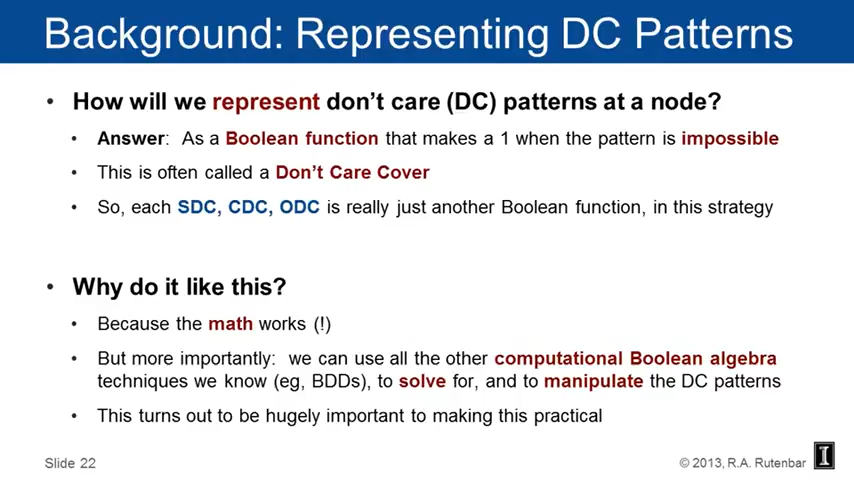 Background: Representing DC Patterns
• How will we represent don't care (DC) patterns at a node?
• Answer: As a Boolean function that makes a 1 when the pattern is impossible
• This is often called a Don't Care Cover
• So, each SDC, CDC, ODC is really just another Boolean function, in this strategy
• Why do it like this?
• Because the math works (!)
• But more importantly: we can use all the other computational Boolean algebra
techniques we know (eg, BDDs), to solve for, and to manipulate the DC patterns
• This turns out to be hugely important to making this practical
Slide 22
© 2013, R.A. Rutenbar
I